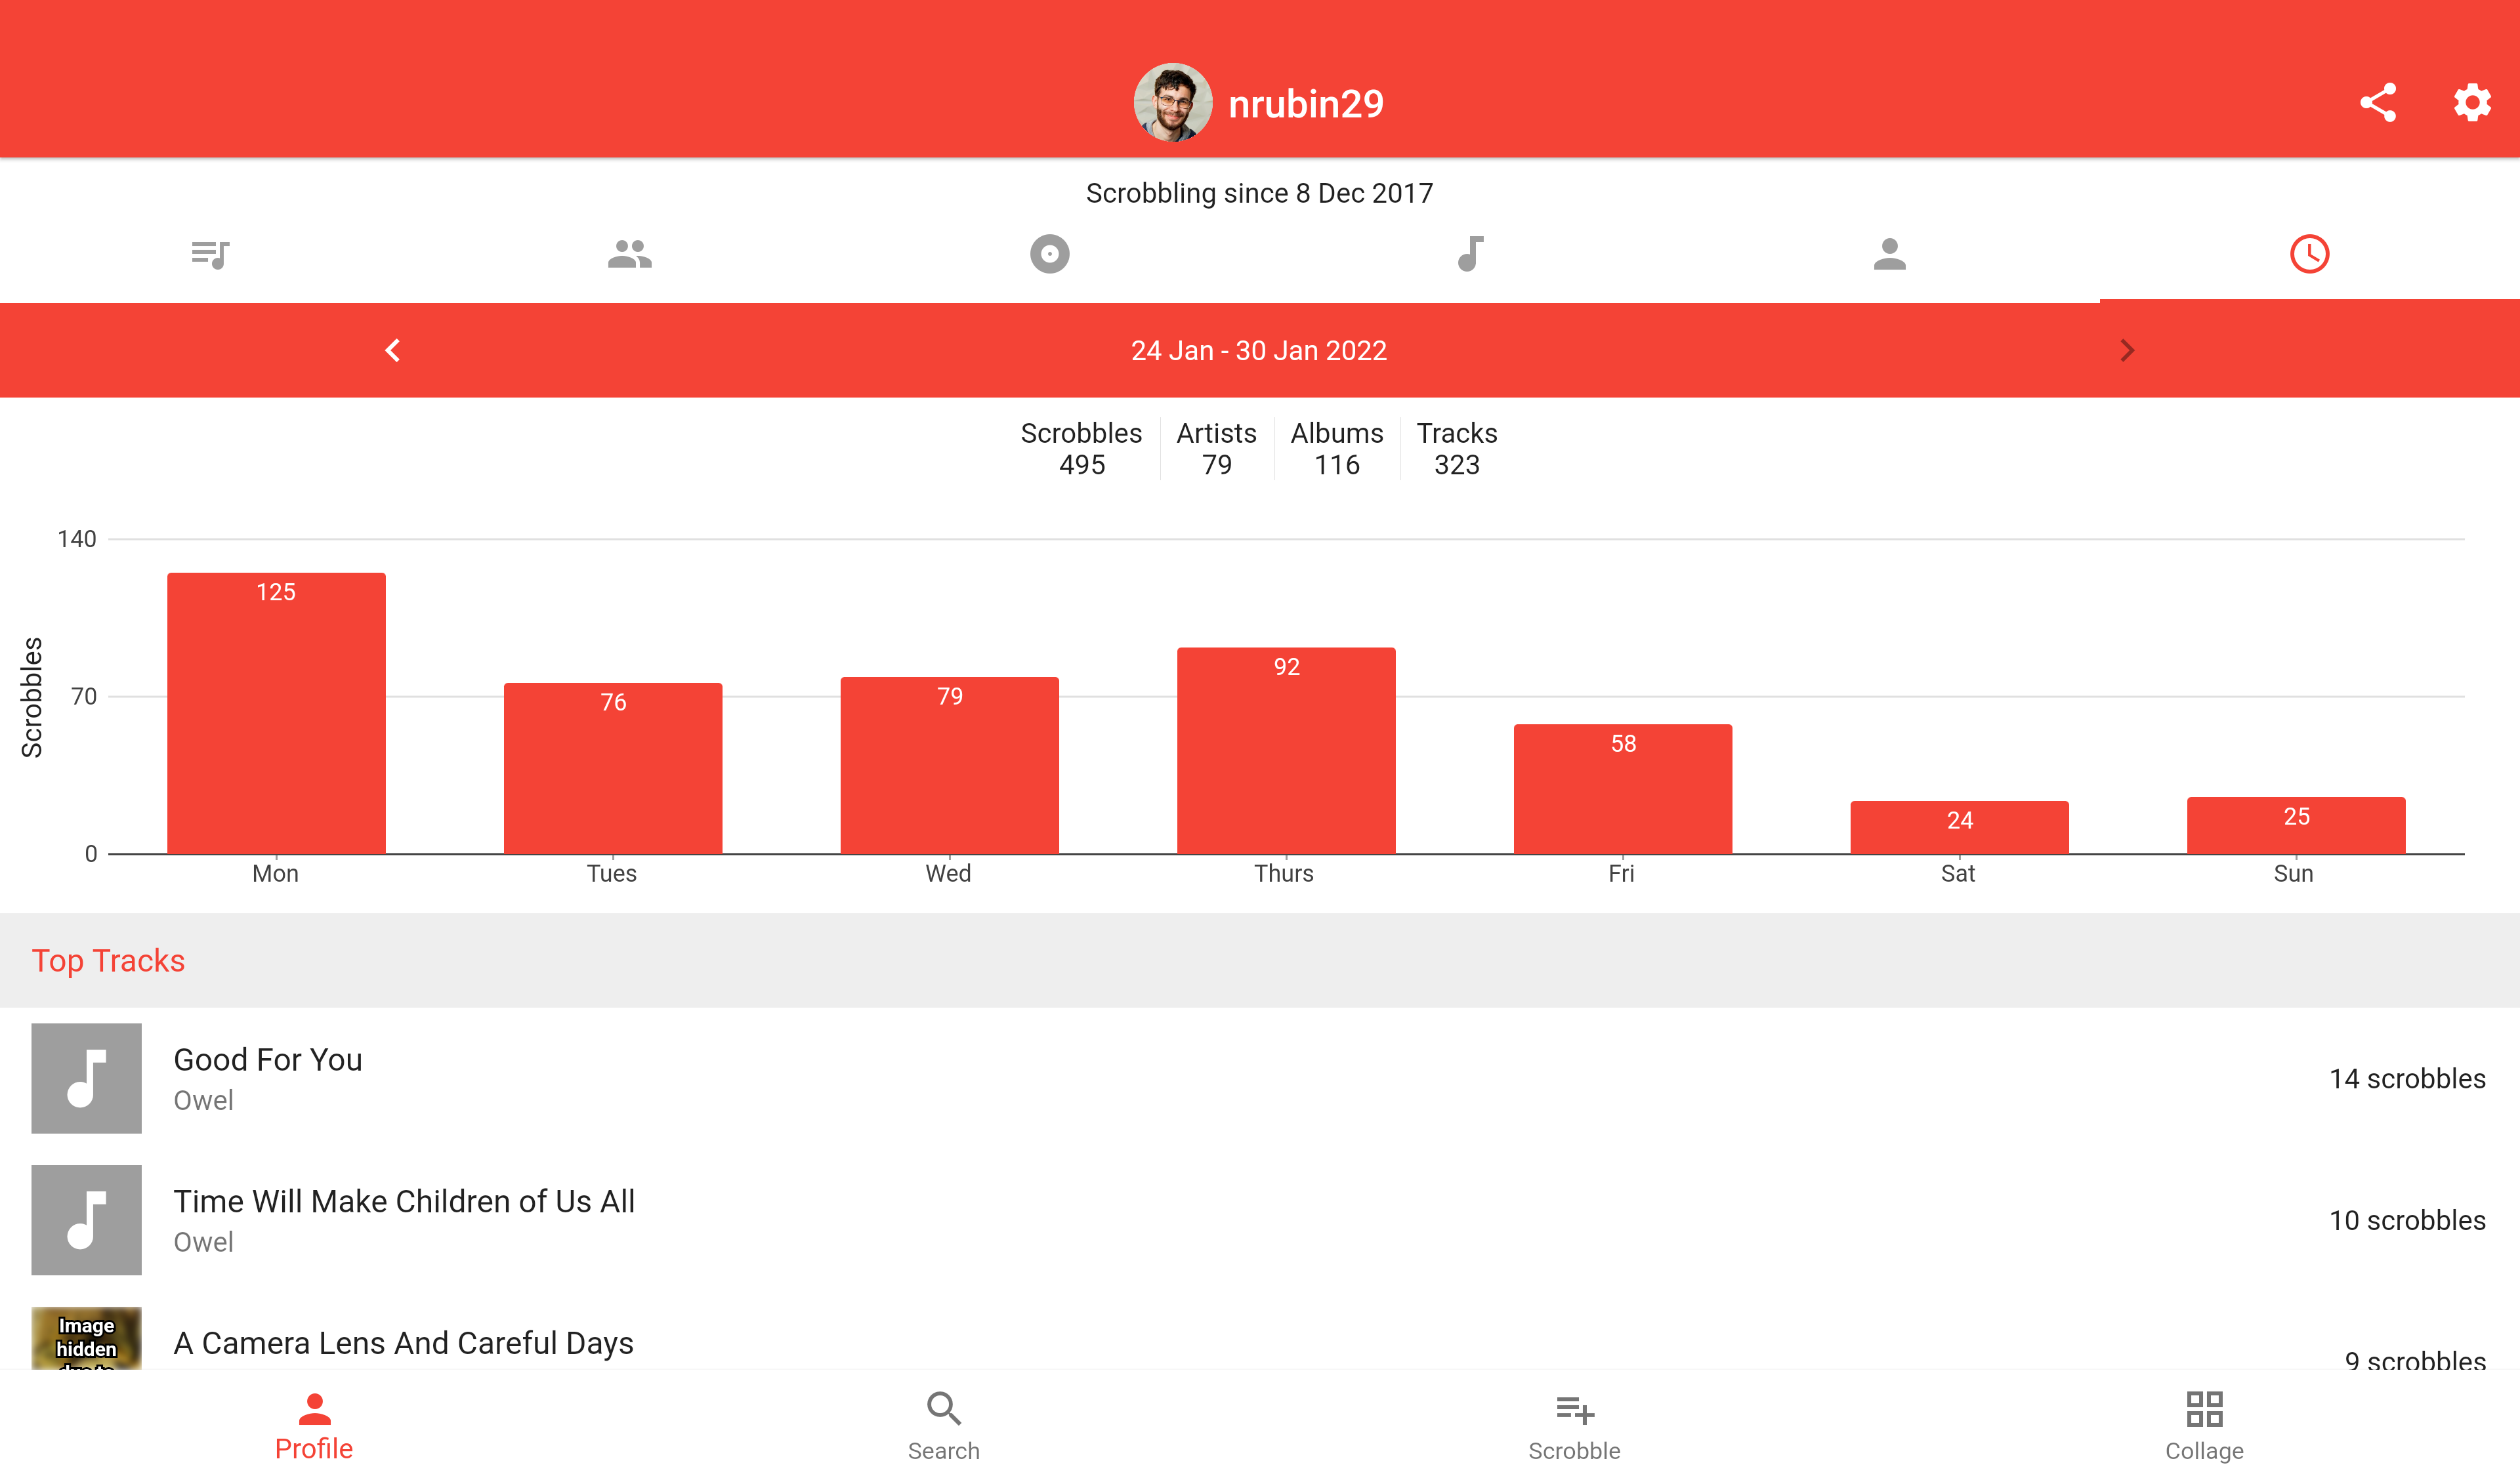 nrubin29
Scrobbling since 8 Dec 2017
24 Jan - 30 Jan 2022
Scrobbles Artists Albums Tracks
495 79 116 323
140
70
0
Scrobbles
125
76
79
92
58
24
25
Mon Tues Wed Thurs Fri Sat Sun
Top Tracks
Good For You
Owel
14 scrobbles
Time Will Make Children of Us All
Owel
10 scrobbles
Image
hidden
A Camera Lens And Careful Days
9 scrobbles
Profile Search Scrobble Collage